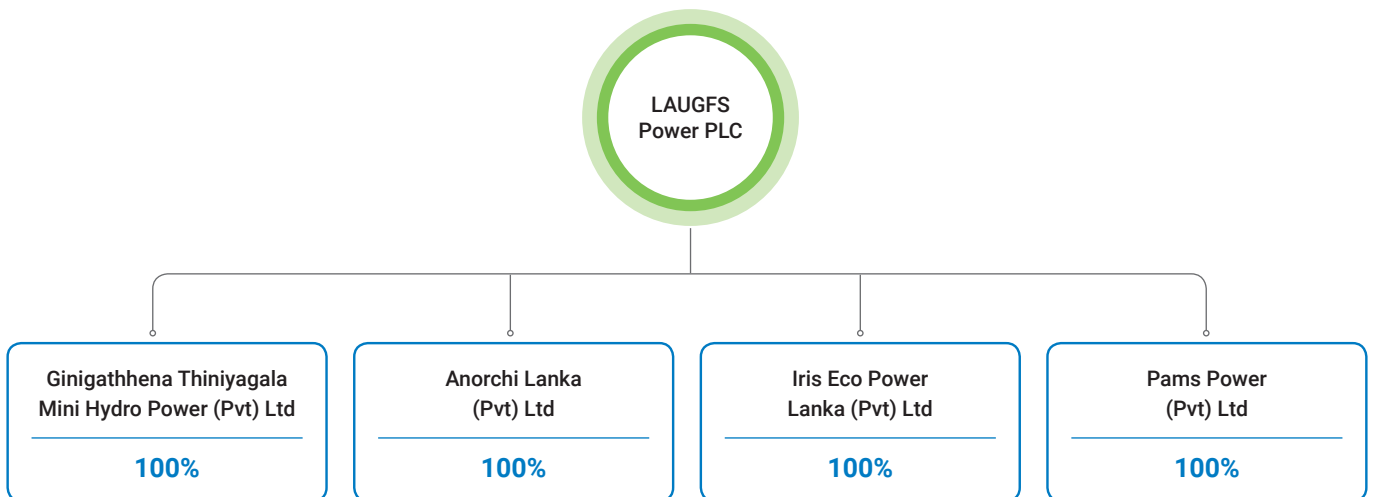 LAUGFS
Power PLC
Ginigathhena Thiniyagala
Mini Hydro Power (Pvt) Ltd
100%
Anorchi Lanka
(Pvt) Ltd
100%
Iris Eco Power
Lanka (Pvt) Ltd
100%
Pams Power
(Pvt) Ltd
100%